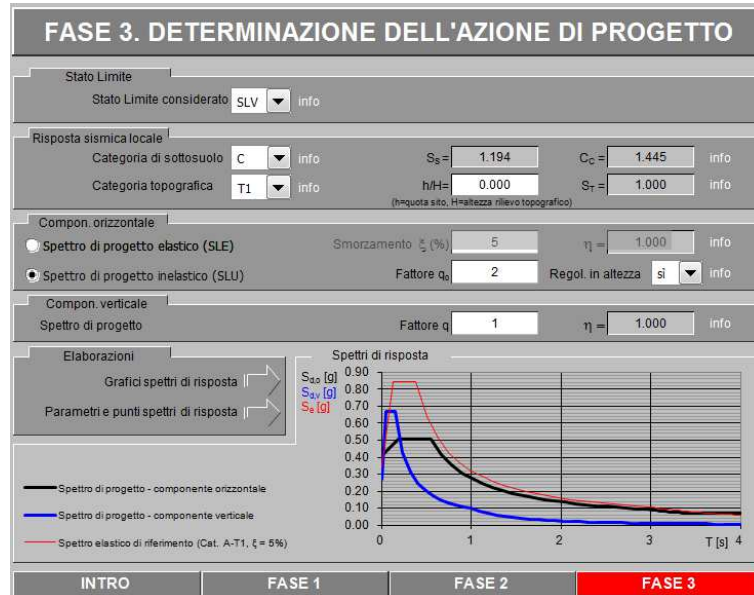 FASE 3. DETERMINAZIONE DELL'AZIONE DI PROGETTO
Stato Limite
Stato Limite considerato SLV info
Risposta sismica locale
Categoria di sottosuolo C info SS = 1.194 CC = 1.445 info
Categoria topografica T1 info h/H= 0.000 ST = 1.000 info
(h=quota sito, H=altezza rilievo topografico)
Compon. orizzontale
Spettro di progetto elastico (SLE) Smorzamento ξ (%) 5 η = 1.000 info
Spettro di progetto inelastico (SLU) Fattore qo 2 Regol. in altezza sì info
Compon. verticale
Spettro di progetto Fattore q 1 η = 1.000 info
Elaborazioni
Grafici spettri di risposta
Parametri e punti spettri di risposta
Spettri di risposta
Sd,o [g]
Sd,v [g]
Se [g]
0.90
0.80
0.70
0.60
0.50
0.40
0.30
0.20
0.10
0.00
0 1 2 3 T [s] 4
Spettro di progetto - componente orizzontale
Spettro di progetto - componente verticale
Spettro elastico di riferimento (Cat. A-T1, ξ = 5%)
INTRO FASE 1 FASE 2 FASE 3